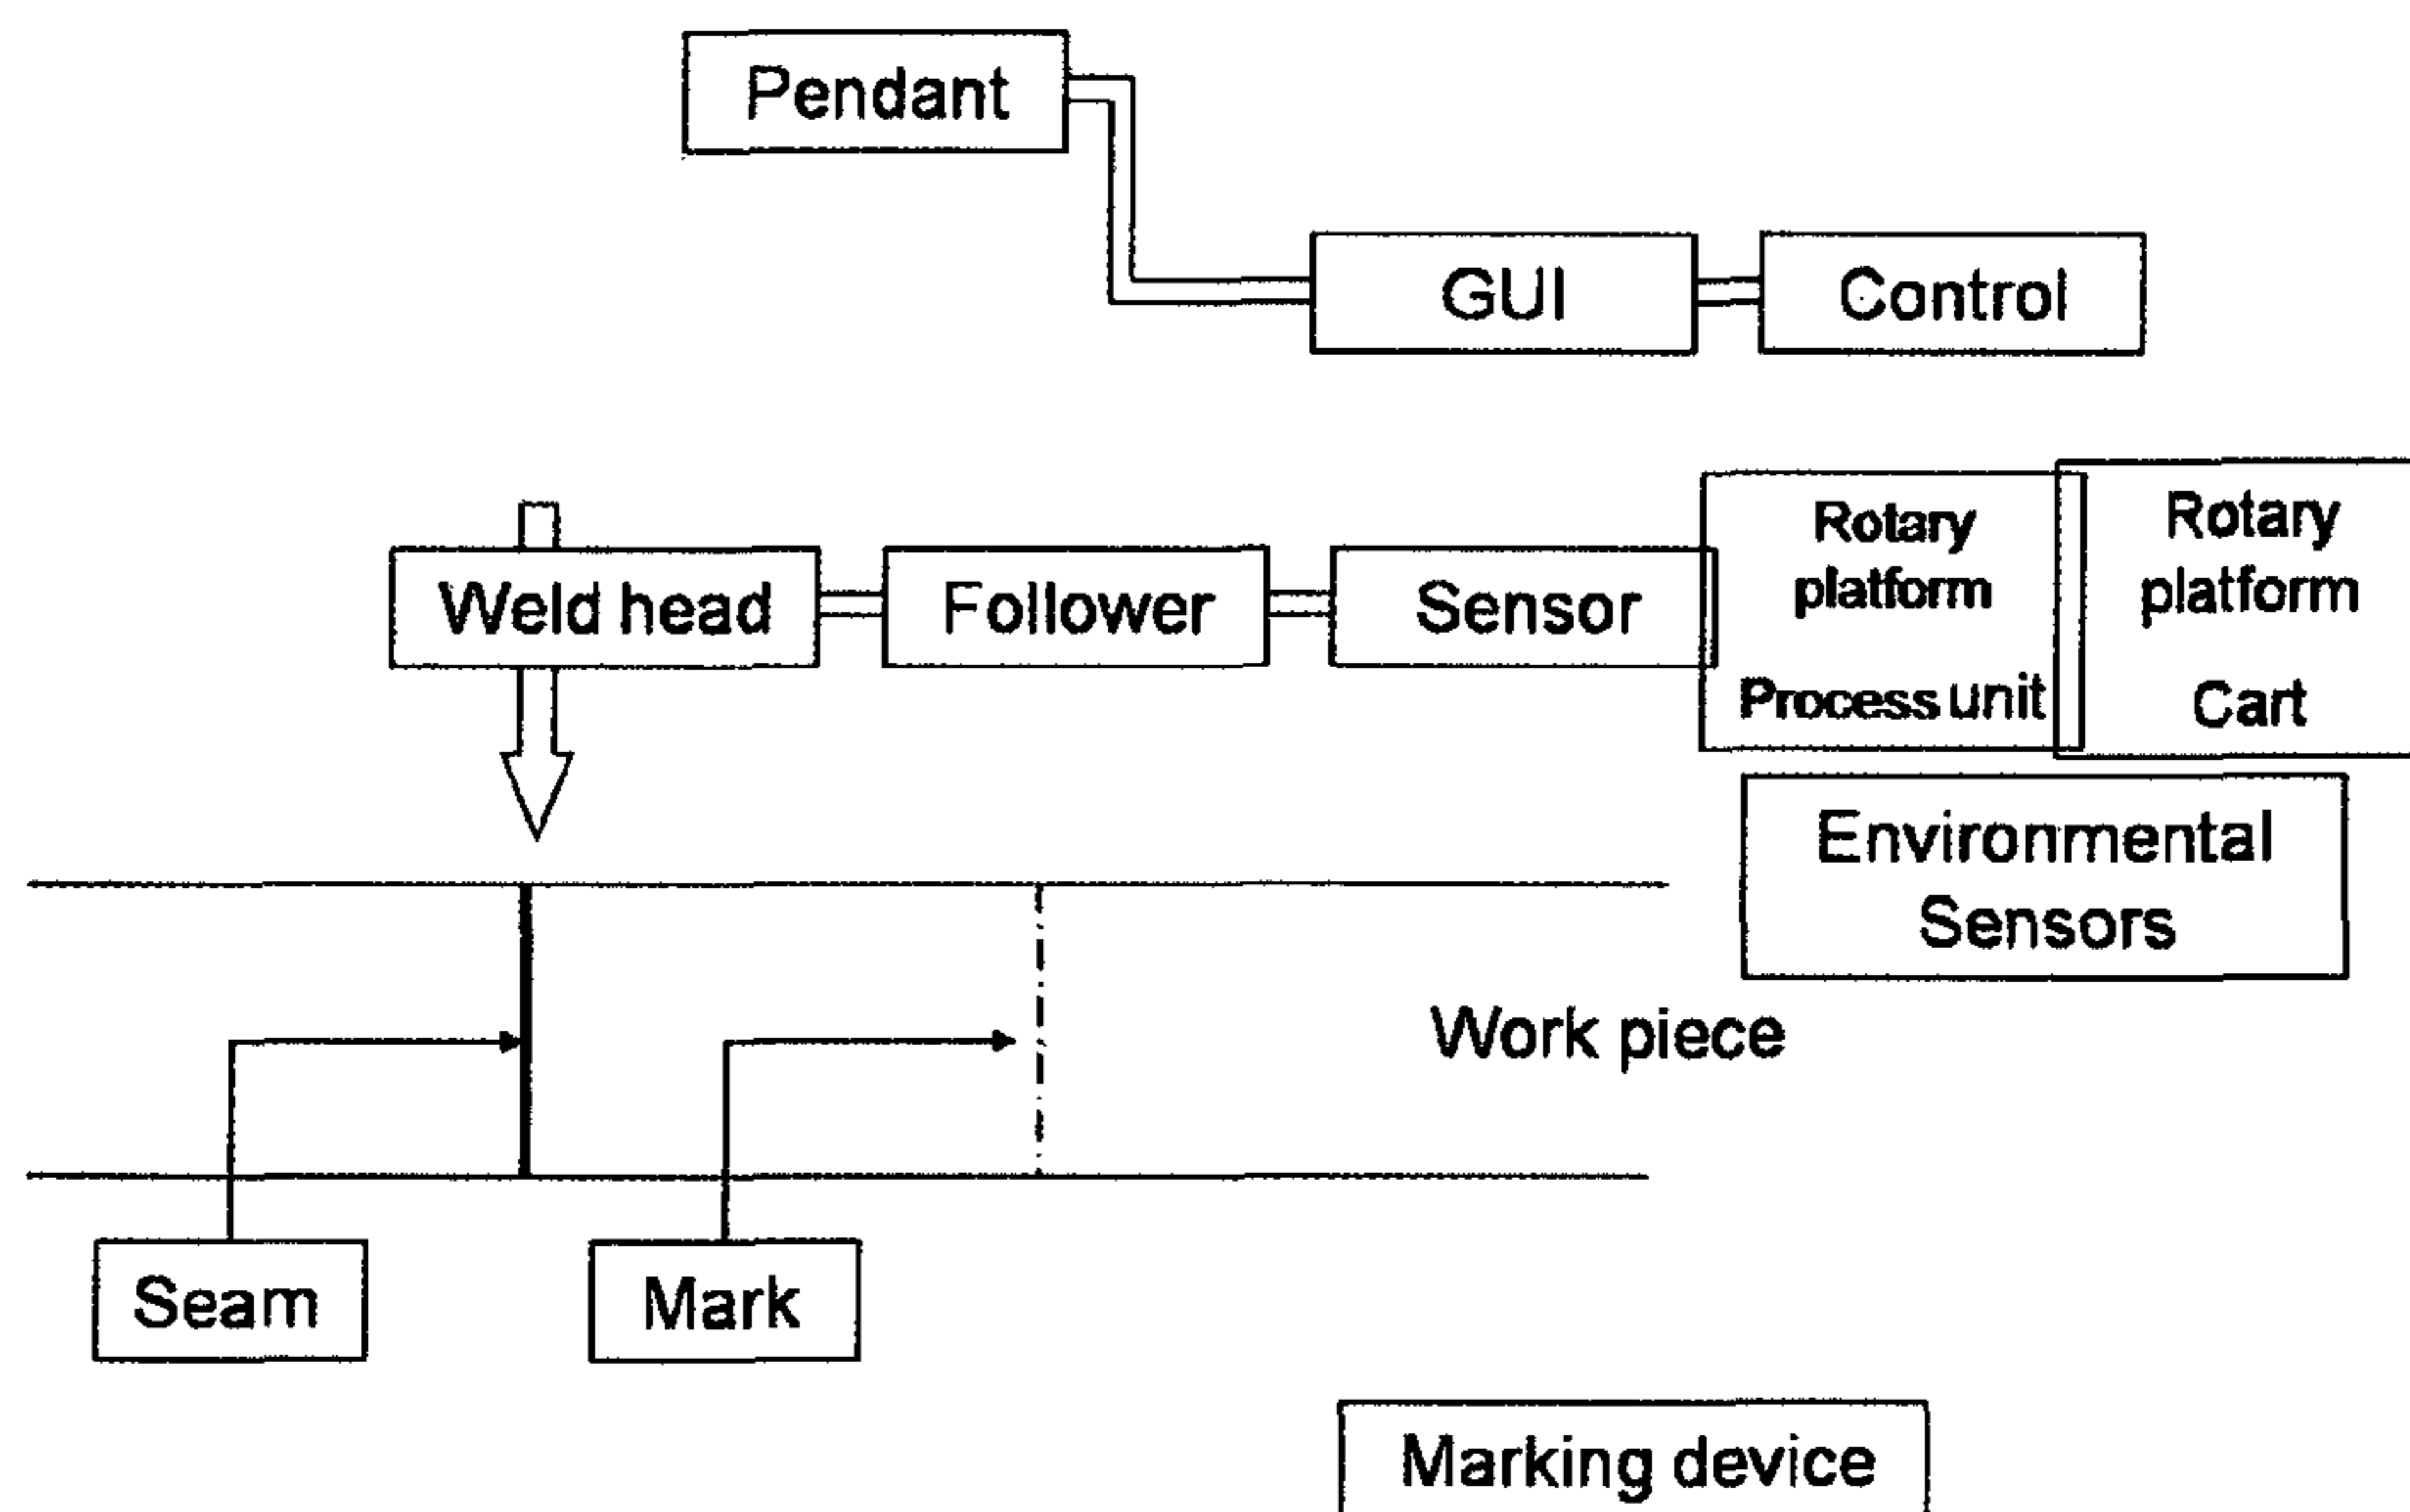 Pendant
GUI
Control
Weld head
Follower
Sensor
Rotary
platform
Process unit
Rotary
platform
Cart
Environmental
Sensors
Work piece
Seam
Mark
Marking device